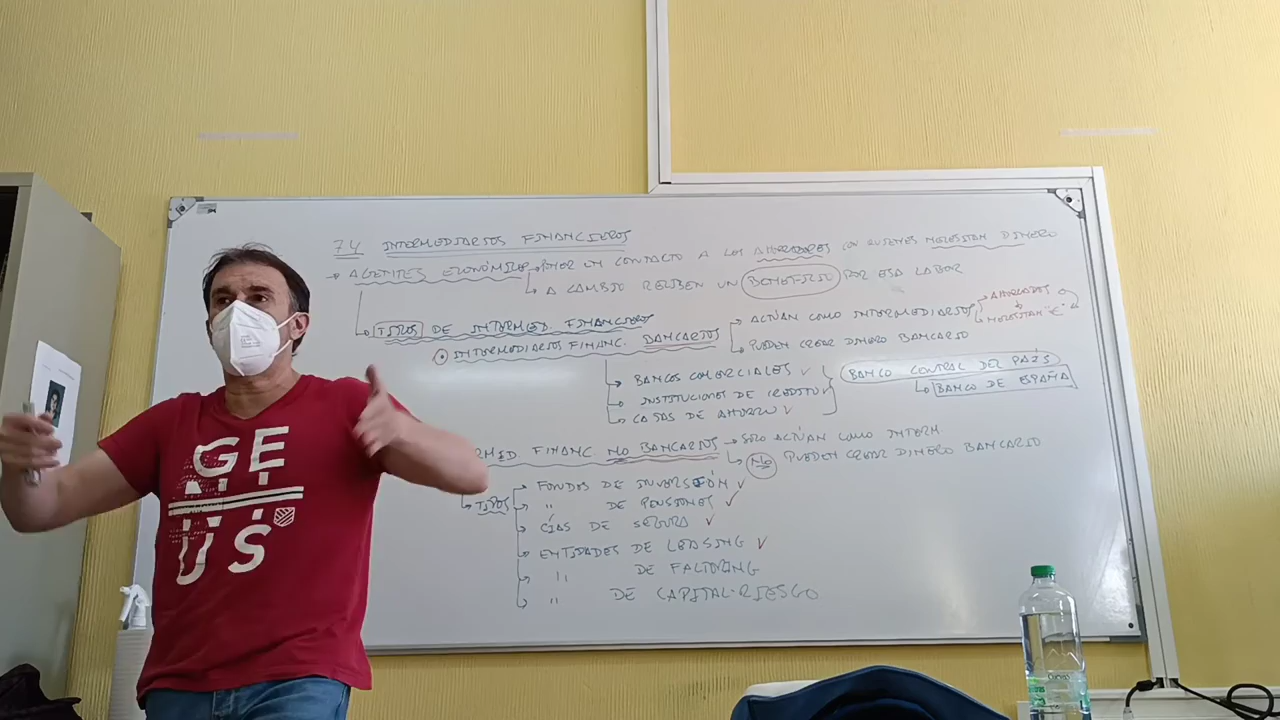 7.4 INTERMEDIARIOS FINANCIEROS
→ AGENTES ECONÓMICOS → PONER EN CONTACTO A LOS AHORRADORES CON QUIENES NECESITAN DINERO
↳ A CAMBIO RECIBEN UN BENEFICIO POR ESA LABOR
↳ TIPOS DE INTERMED. FINANCIEROS
INTERMEDIARIOS FINANC. BANCARIOS
→ ACTÚAN COMO INTERMEDIARIOS
→ AHORRADORES
→ NECESITAN "€"
→ PUEDEN CREAR DINERO BANCARIO
→ BANCOS COMERCIALES ✓
→ INSTITUCIONES DE CREDITO ✓
→ CAJAS DE AHORRO ✓
BANCO CENTRAL DEL PAÍS
↳ BANCO DE ESPAÑA
RMED. FINANC. NO BANCARIOS → SOLO ACTÚAN COMO INTERM.
↳ NO PUEDEN CREAR DINERO BANCARIO
↳ TIPOS
→ FONDOS DE INVERSIÓN ✓
→ " DE PENSIONES ✓
→ CÍAS DE SEGURO ✓
→ ENTIDADES DE LEASING ✓
→ " DE FACTORING
→ " DE CAPITAL-RIESGO
GE
NI
US